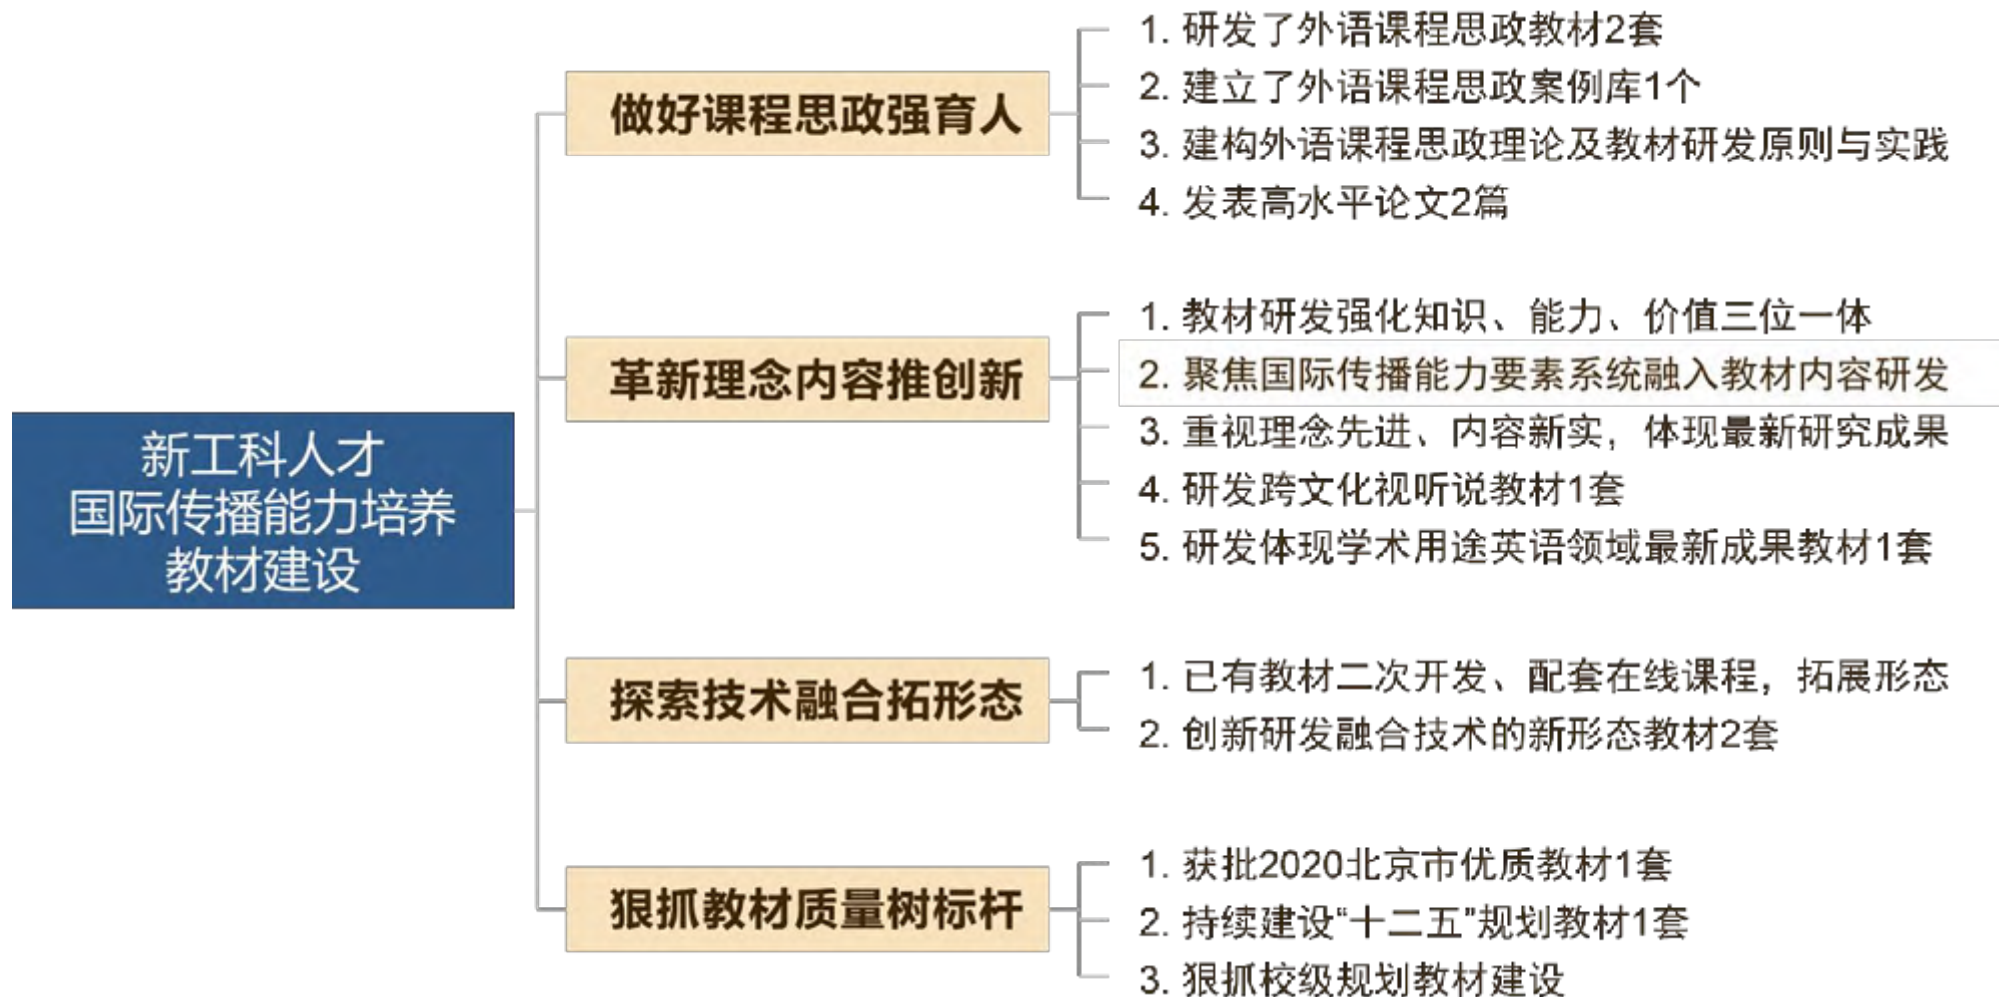 新工科人才
国际传播能力培养
教材建设
做好课程思政强育人
1. 研发了外语课程思政教材2套
2. 建立了外语课程思政案例库1个
3. 建构外语课程思政理论及教材研发原则与实践
4. 发表高水平论文2篇
革新理念内容推创新
1. 教材研发强化知识、能力、价值三位一体
2. 聚焦国际传播能力要素系统融入教材内容研发
3. 重视理念先进、内容新实，体现最新研究成果
4. 研发跨文化视听说教材1套
5. 研发体现学术用途英语领域最新成果教材1套
探索技术融合拓形态
1. 已有教材二次开发、配套在线课程，拓展形态
2. 创新研发融合技术的新形态教材2套
狠抓教材质量树标杆
1. 获批2020北京市优质教材1套
2. 持续建设“十二五”规划教材1套
3. 狠抓校级规划教材建设